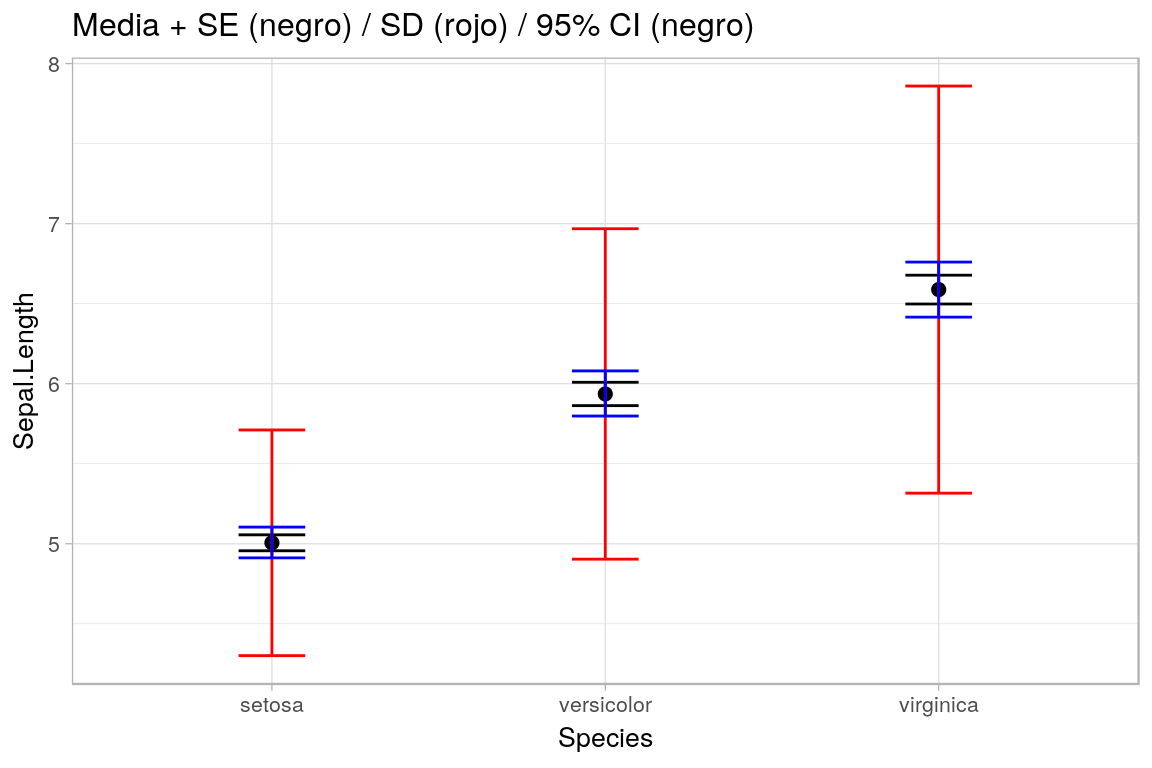 Media + SE (negro) / SD (rojo) / 95% CI (negro)
8
7
6
5
Sepal.Length
setosa versicolor virginica
Species